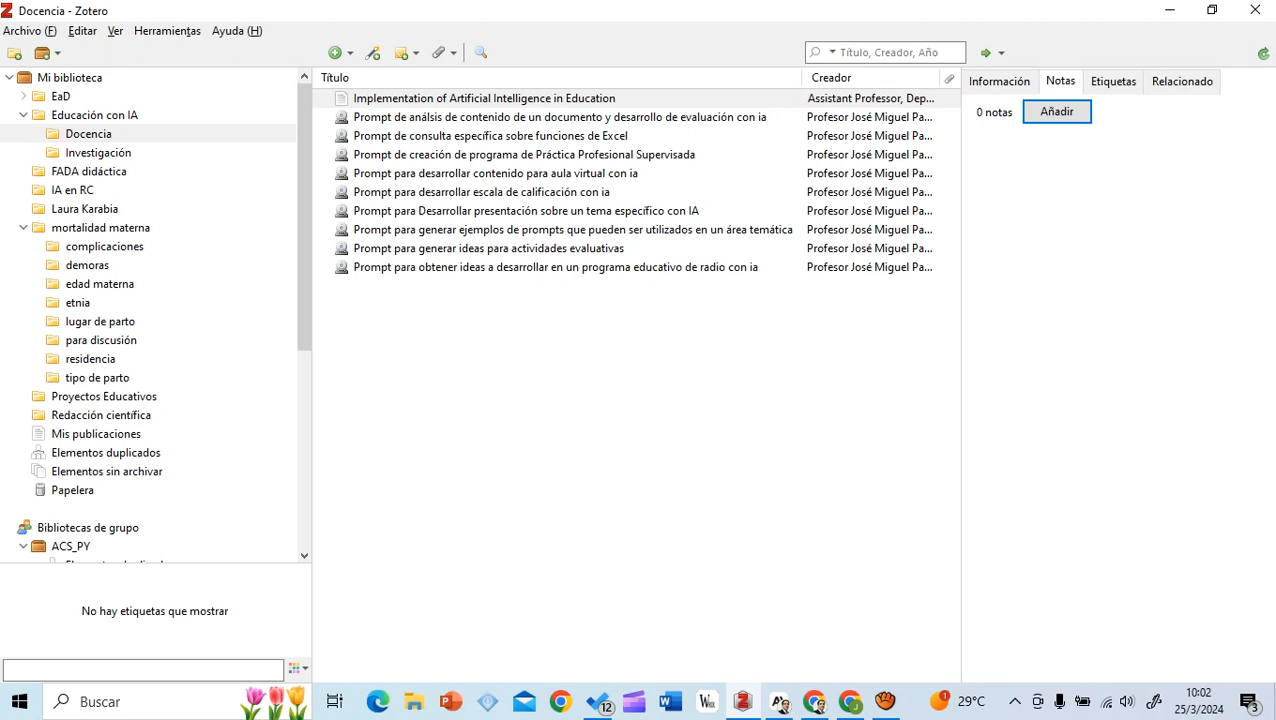 Docencia - Zotero
Archivo (F) Editar Ver Herramientas Ayuda (H)
Título, Creador, Año
Mi biblioteca
EaD
Educación con IA
Docencia
Investigación
FADA didáctica
IA en RC
Laura Karabia
mortalidad materna
complicaciones
demoras
edad materna
etnia
lugar de parto
para discusión
residencia
tipo de parto
Proyectos Educativos
Redacción científica
Mis publicaciones
Elementos duplicados
Elementos sin archivar
Papelera
Bibliotecas de grupo
ACS_PY
No hay etiquetas que mostrar
Título Creador
Implementation of Artificial Intelligence in Education Assistant Professor, Dep...
Prompt de análsis de contenido de un documento y desarrollo de evaluación con ia Profesor José Miguel Pa...
Prompt de consulta específica sobre funciones de Excel Profesor José Miguel Pa...
Prompt de creación de programa de Práctica Profesional Supervisada Profesor José Miguel Pa...
Prompt para desarrollar contenido para aula virtual con ia Profesor José Miguel Pa...
Prompt para desarrollar escala de calificación con ia Profesor José Miguel Pa...
Prompt para Desarrollar presentación sobre un tema específico con IA Profesor José Miguel Pa...
Prompt para generar ejemplos de prompts que pueden ser utilizados en un área temática Profesor José Miguel Pa...
Prompt para generar ideas para actividades evaluativas Profesor José Miguel Pa...
Prompt para obtener ideas a desarrollar en un programa educativo de radio con ia Profesor José Miguel Pa...
Información Notas Etiquetas Relacionado
0 notas Añadir
Buscar
12
29°C
10:02
25/3/2024
3